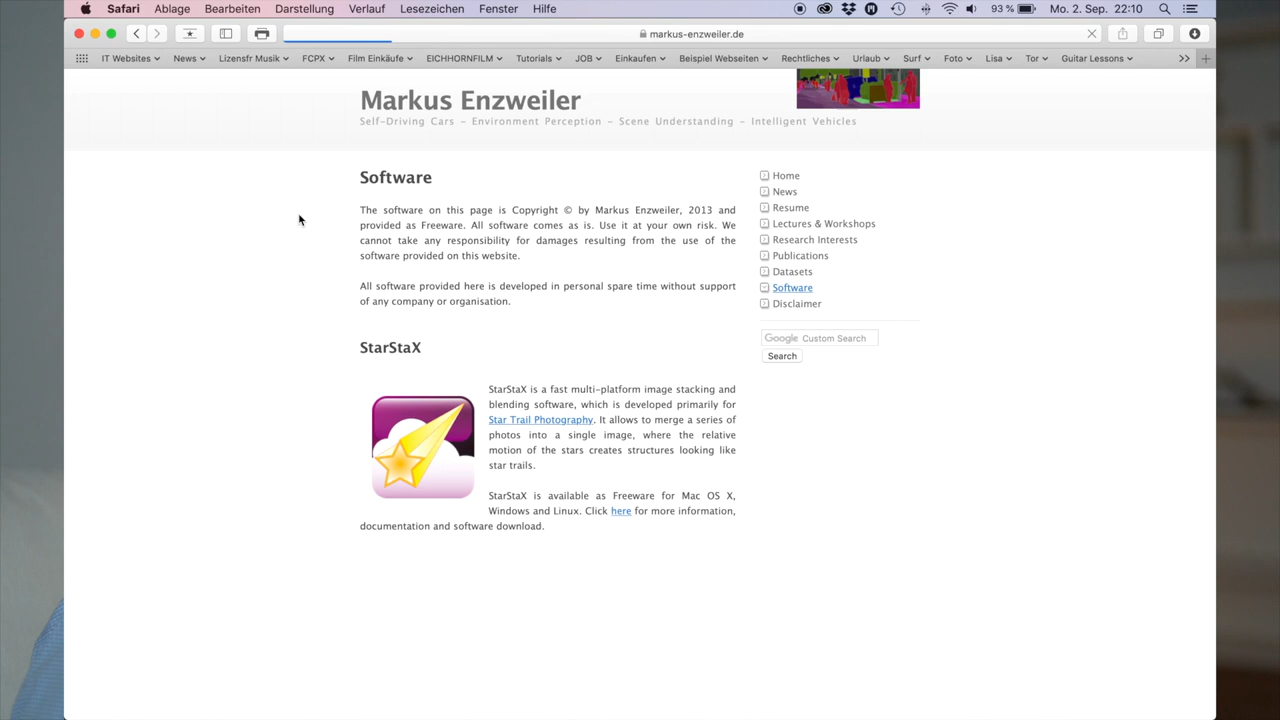 Safari Ablage Bearbeiten Darstellung Verlauf Lesezeichen Fenster Hilfe 93 % Mo. 2. Sep. 22:10
markus-enzweiler.de
IT Websites News Lizensfr Musik FCPX Film Einkäufe EICHHORNFILM Tutorials JOB Einkaufen Beispiel Webseiten Rechtliches Urlaub Surf Foto Lisa Tor Guitar Lessons
Markus Enzweiler
Self-Driving Cars – Environment Perception – Scene Understanding – Intelligent Vehicles
Software
The software on this page is Copyright © by Markus Enzweiler, 2013 and
provided as Freeware. All software comes as is. Use it at your own risk. We
cannot take any responsibility for damages resulting from the use of the
software provided on this website.
All software provided here is developed in personal spare time without support
of any company or organisation.
StarStaX
StarStaX is a fast multi-platform image stacking and
blending software, which is developed primarily for
Star Trail Photography. It allows to merge a series of
photos into a single image, where the relative
motion of the stars creates structures looking like
star trails.
StarStaX is available as Freeware for Mac OS X,
Windows and Linux. Click here for more information,
documentation and software download.
Home
News
Resume
Lectures & Workshops
Research Interests
Publications
Datasets
Software
Disclaimer
Google Custom Search
Search